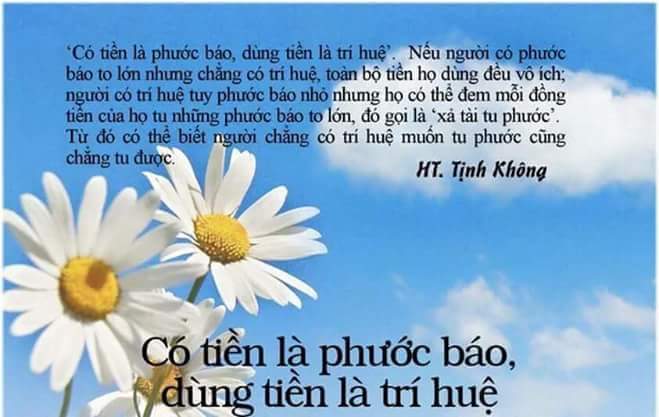 'Có tiền là phước báo, dùng tiền là trí huệ'. Nếu người có phước
báo to lớn nhưng chẳng có trí huệ, toàn bộ tiền họ dùng đều vô ích;
người có trí huệ tuy phước báo nhỏ nhưng họ có thể đem mỗi đồng
tiền của họ tu những phước báo to lớn, đó gọi là 'xả tài tu phước'.
Từ đó có thể biết người chẳng có trí huệ muốn tu phước cũng
chẳng tu được.
HT. Tịnh Không
Có tiền là phước báo,
dùng tiền là trí huệ